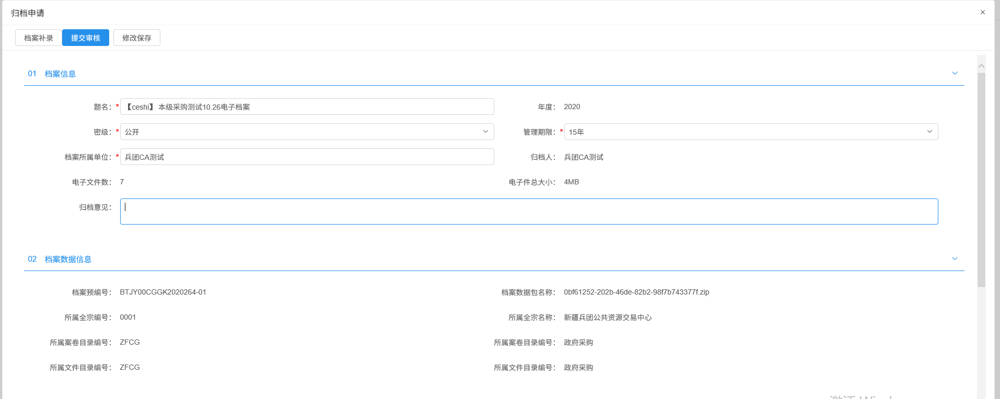 归档申请
×
档案补录 提交审核 修改保存
01 档案信息
题名：* 【ceshi】 本级采购测试10.26电子档案 年度： 2020
密级：* 公开 管理期限：* 15年
档案所属单位：* 兵团CA测试 归档人： 兵团CA测试
电子文件数： 7 电子件总大小： 4MB
归档意见：
02 档案数据信息
档案预编号： BTJY00CGGK2020264-01 档案数据包名称： 0bf61252-202b-46de-82b2-98f7b743377f.zip
所属全宗编号： 0001 所属全宗名称： 新疆兵团公共资源交易中心
所属案卷目录编号： ZFCG 所属案卷目录编号： 政府采购
所属文件目录编号： ZFCG 所属文件目录编号： 政府采购